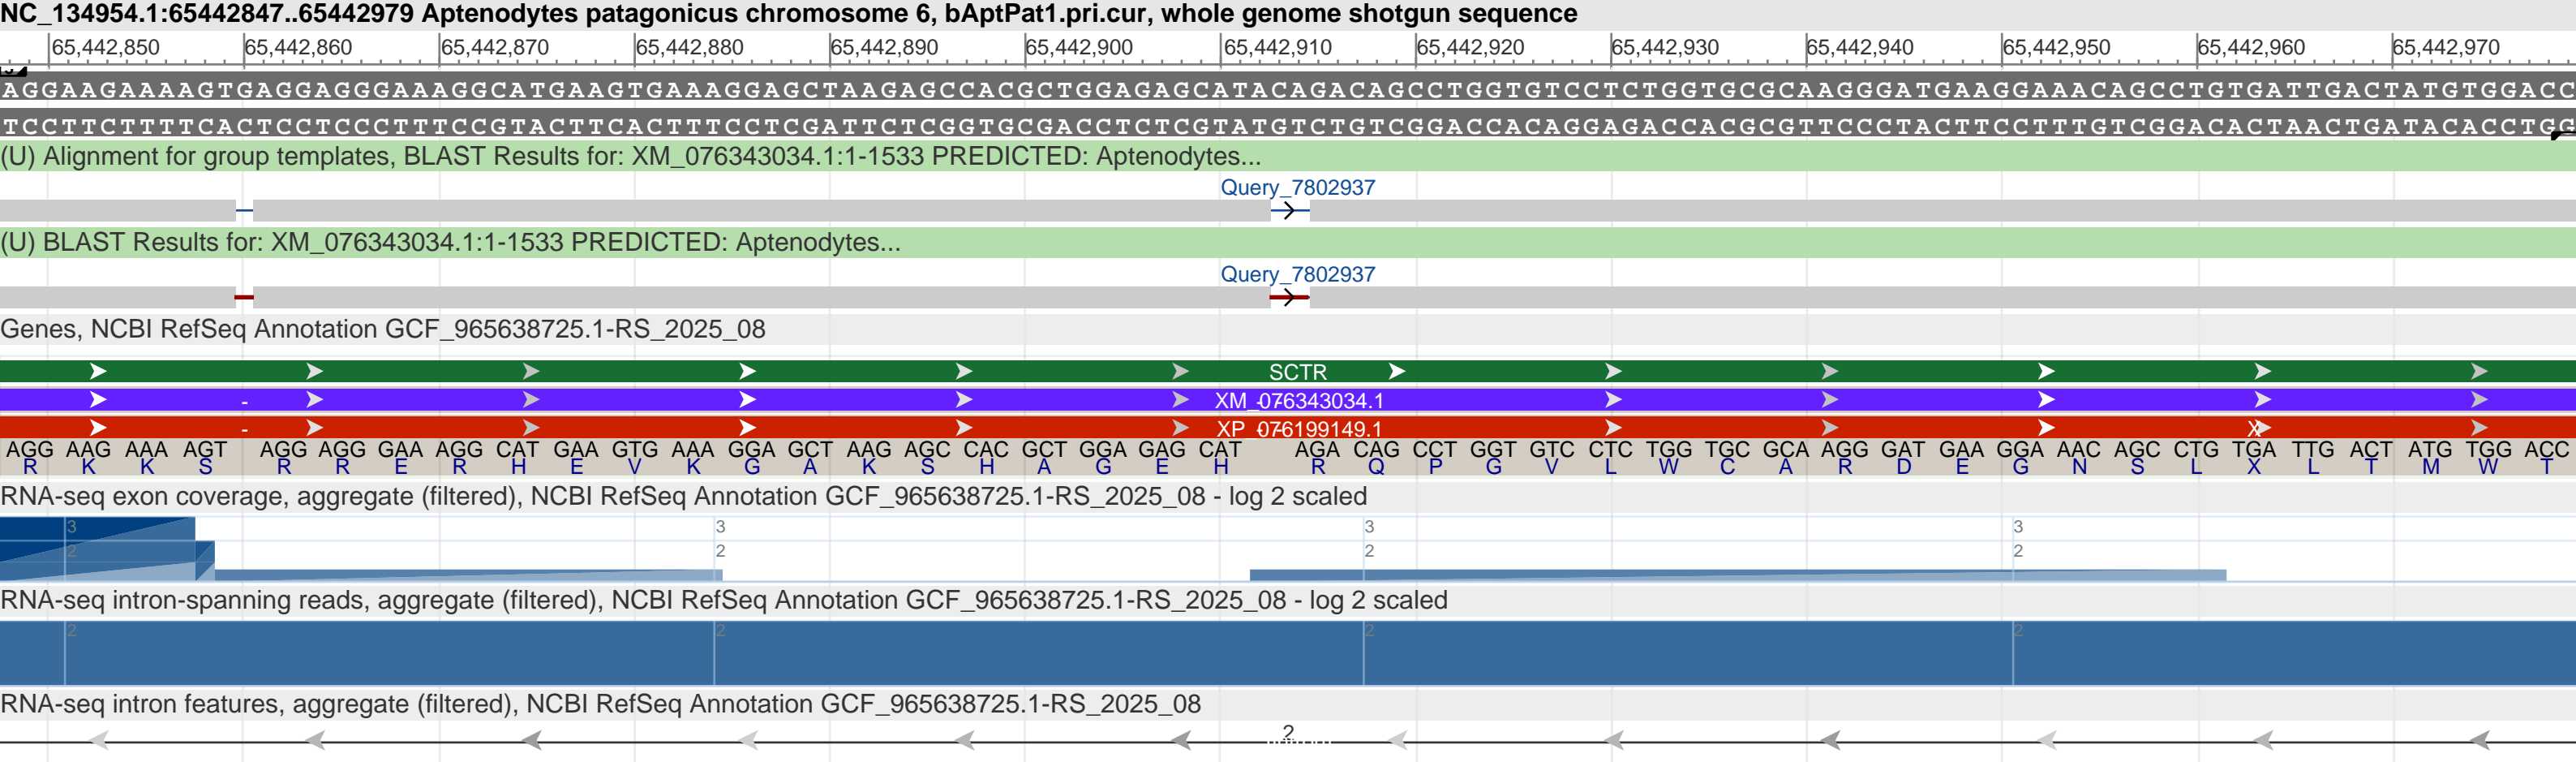 NC_134954.1:65442847..65442979 Aptenodytes patagonicus chromosome 6, bAptPat1.pri.cur, whole genome shotgun sequence
65,442,850 65,442,860 65,442,870 65,442,880 65,442,890 65,442,900 65,442,910 65,442,920 65,442,930 65,442,940 65,442,950 65,442,960 65,442,970
AGGAAGAAAAGTGAGGAGGGAAAGGCATGAAGTGAAAGGAGCTAAGAGCCACGCTGGAGAGCATACAGACAGCCTGGTGTCCTCTGGTGCGCAAGGGATGAAGGAAACAGCCTGTGATTGACTATGTGGACC
TCCTTCTTTTCACTCCTCCCTTTCCGTACTTCACTTTCCTCGATTCTCGGTGCGACCTCTCGTATGTCTGTCGGACCACAGGAGACCACGCGTTCCCTACTTCCTTTGTCGGACACTAACTGATACACCTGG
(U) Alignment for group templates, BLAST Results for: XM_076343034.1:1-1533 PREDICTED: Aptenodytes...
Query_7802937
(U) BLAST Results for: XM_076343034.1:1-1533 PREDICTED: Aptenodytes...
Query_7802937
Genes, NCBI RefSeq Annotation GCF_965638725.1-RS_2025_08
SCTR
XM_076343034.1
XP_076199149.1 X
AGG AAG AAA AGT AGG AGG GAA AGG CAT GAA GTG AAA GGA GCT AAG AGC CAC GCT GGA GAG CAT AGA CAG CCT GGT GTC CTC TGG TGC GCA AGG GAT GAA GGA AAC AGC CTG TGA TTG ACT ATG TGG ACC
R K K S R R E R H E V K G A K S H A G E H R Q P G V L W C A R D E G N S L X L T M W T
RNA-seq exon coverage, aggregate (filtered), NCBI RefSeq Annotation GCF_965638725.1-RS_2025_08 - log 2 scaled
3 3 3 3
2 2 2 2
RNA-seq intron-spanning reads, aggregate (filtered), NCBI RefSeq Annotation GCF_965638725.1-RS_2025_08 - log 2 scaled
2 2 2 2
RNA-seq intron features, aggregate (filtered), NCBI RefSeq Annotation GCF_965638725.1-RS_2025_08
2